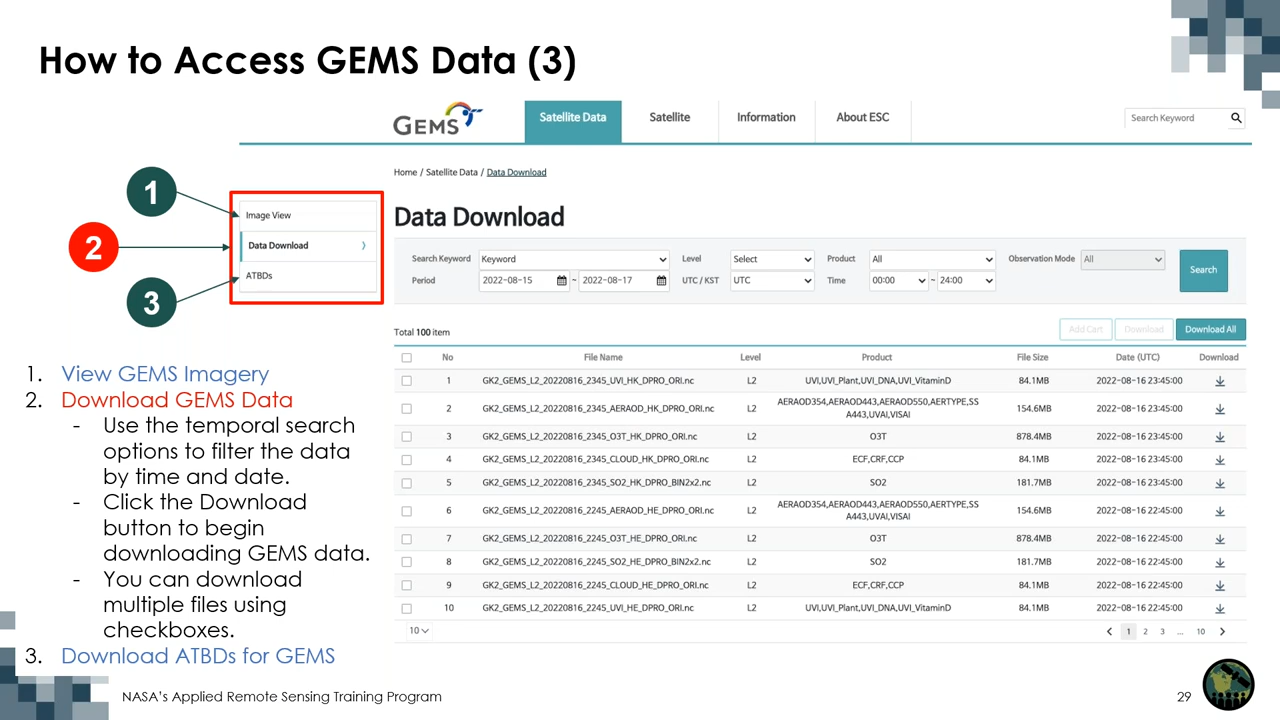 How to Access GEMS Data (3)
GEMS
Satellite Data
Satellite
Information
About ESC
Search Keyword
Home / Satellite Data / Data Download
1
2
3
Image View
Data Download
ATBDs
Data Download
Search Keyword Keyword Level Select Product All Observation Mode All
Period 2022-08-15 ~ 2022-08-17 UTC / KST UTC Time 00:00 ~ 24:00
Search
Total 100 item
Add Cart Download Download All
No File Name Level Product File Size Date (UTC) Download
1 GK2_GEMS_L2_20220816_2345_UVI_HK_DPRO_ORI.nc L2 UVI,UVI_Plant,UVI_DNA,UVI_VitaminD 84.1MB 2022-08-16 23:45:00
2 GK2_GEMS_L2_20220816_2345_AERAOD_HK_DPRO_ORI.nc L2 AERAOD354,AERAOD443,AERAOD550,AERTYPE,SS 154.6MB 2022-08-16 23:45:00
A443,UVAI,VISAI
3 GK2_GEMS_L2_20220816_2345_O3T_HK_DPRO_ORI.nc L2 O3T 878.4MB 2022-08-16 23:45:00
4 GK2_GEMS_L2_20220816_2345_CLOUD_HK_DPRO_ORI.nc L2 ECF,CRF,CCP 84.1MB 2022-08-16 23:45:00
5 GK2_GEMS_L2_20220816_2345_SO2_HK_DPRO_BIN2x2.nc L2 SO2 181.7MB 2022-08-16 23:45:00
6 GK2_GEMS_L2_20220816_2245_AERAOD_HE_DPRO_ORI.nc L2 AERAOD354,AERAOD443,AERAOD550,AERTYPE,SS 154.6MB 2022-08-16 22:45:00
A443,UVAI,VISAI
7 GK2_GEMS_L2_20220816_2245_O3T_HE_DPRO_ORI.nc L2 O3T 878.4MB 2022-08-16 22:45:00
8 GK2_GEMS_L2_20220816_2245_SO2_HE_DPRO_BIN2x2.nc L2 SO2 181.7MB 2022-08-16 22:45:00
9 GK2_GEMS_L2_20220816_2245_CLOUD_HE_DPRO_ORI.nc L2 ECF,CRF,CCP 84.1MB 2022-08-16 22:45:00
10 GK2_GEMS_L2_20220816_2245_UVI_HE_DPRO_ORI.nc L2 UVI,UVI_Plant,UVI_DNA,UVI_VitaminD 84.1MB 2022-08-16 22:45:00
10
1 2 3 ... 10
1. View GEMS Imagery
2. Download GEMS Data
- Use the temporal search
options to filter the data
by time and date.
- Click the Download
button to begin
downloading GEMS data.
- You can download
multiple files using
checkboxes.
3. Download ATBDs for GEMS
NASA's Applied Remote Sensing Training Program
29